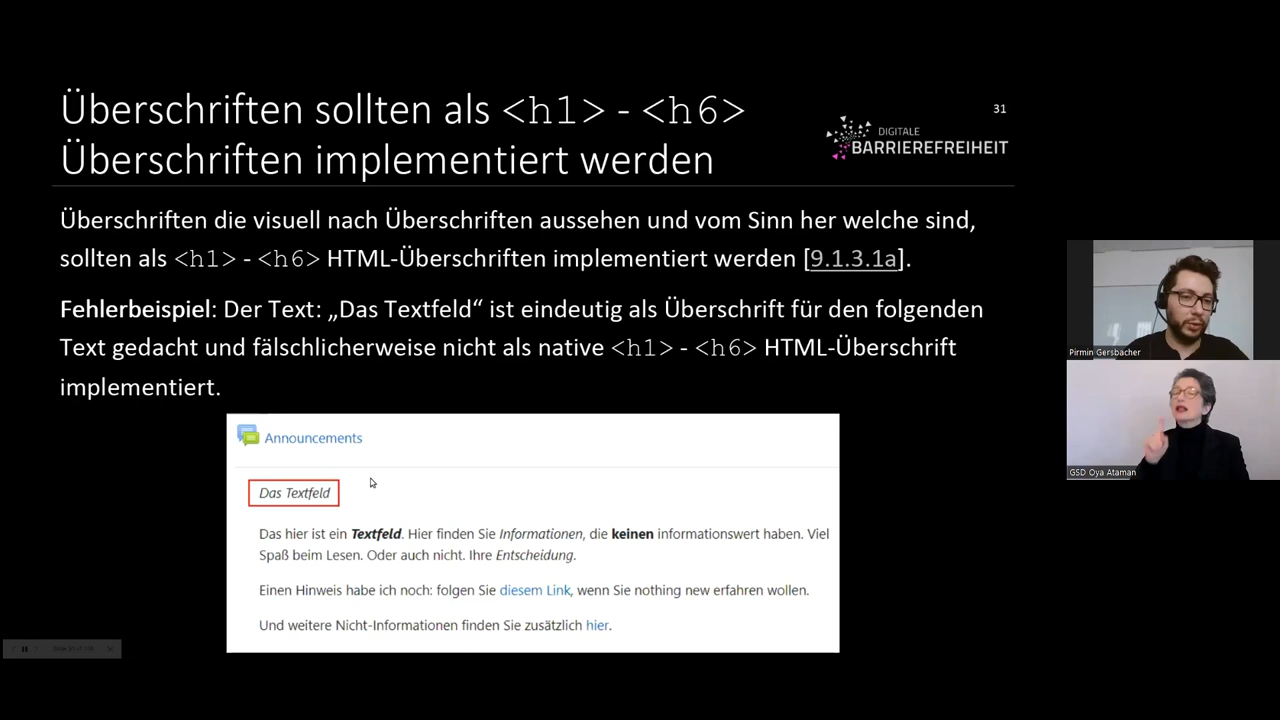 Überschriften sollten als <h1> - <h6>
Überschriften implementiert werden
31
DIGITALE
BARRIEREFREIHEIT
Überschriften die visuell nach Überschriften aussehen und vom Sinn her welche sind,
sollten als <h1> - <h6> HTML-Überschriften implementiert werden [9.1.3.1a].
Fehlerbeispiel: Der Text: „Das Textfeld“ ist eindeutig als Überschrift für den folgenden
Text gedacht und fälschlicherweise nicht als native <h1> - <h6> HTML-Überschrift
implementiert.
Announcements
Das Textfeld
Das hier ist ein Textfeld. Hier finden Sie Informationen, die keinen informationswert haben. Viel
Spaß beim Lesen. Oder auch nicht. Ihre Entscheidung.
Einen Hinweis habe ich noch: folgen Sie diesem Link, wenn Sie nothing new erfahren wollen.
Und weitere Nicht-Informationen finden Sie zusätzlich hier.
Pirmin Gersbacher
GSD Oya Ataman